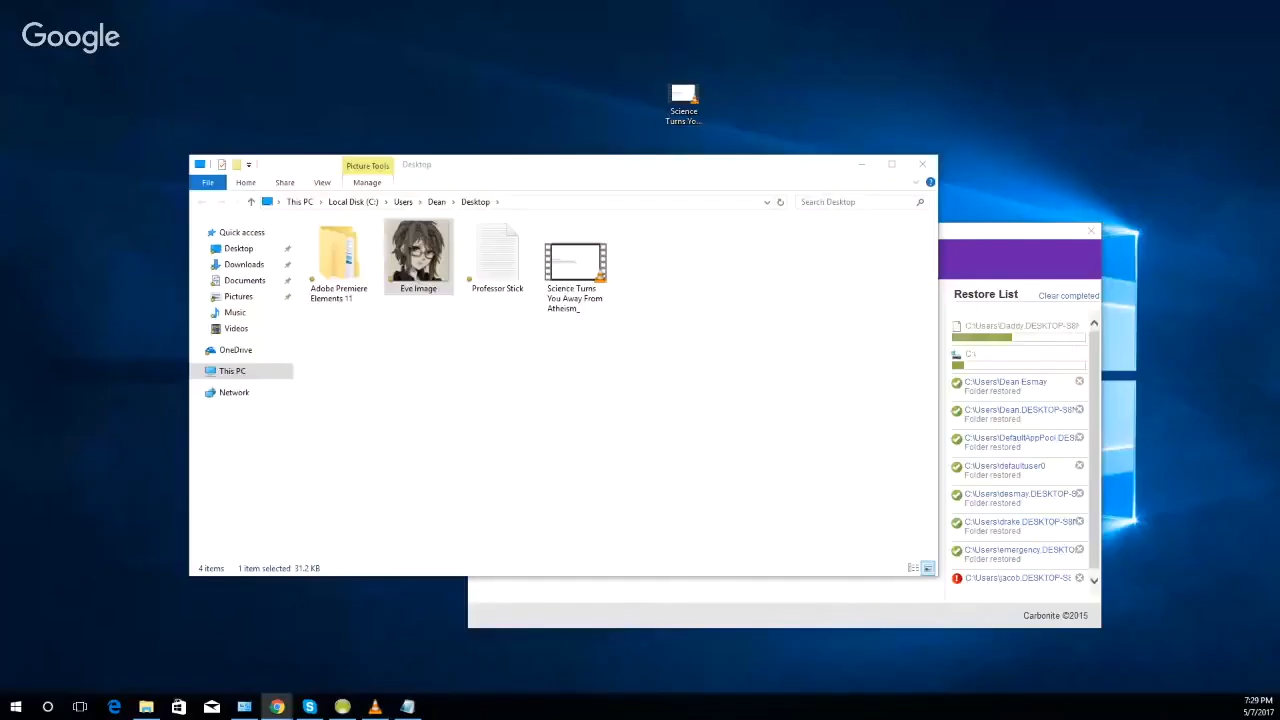 Google
Science
Turns Yo...
Picture Tools
Desktop
File
Home
Share
View
Manage
This PC
Local Disk (C:)
Users
Dean
Desktop
Search Desktop
Quick access
Desktop
Downloads
Documents
Pictures
Music
Videos
OneDrive
This PC
Network
Adobe Premiere
Elements 11
Eve Image
Professor Stick
Science Turns
You Away From
Atheism_
4 items
1 item selected
31.2 KB
Restore List
Clear completed
C:\Users\Daddy.DESKTOP-S8
C:\
C:\Users\Dean Esmay
Folder restored
C:\Users\Dean.DESKTOP-S8
Folder restored
C:\Users\DefaultAppPool.DES
Folder restored
C:\Users\defaultuser0
Folder restored
C:\Users\desmay.DESKTOP-S
Folder restored
C:\Users\drake.DESKTOP-S8
Folder restored
C:\Users\emergency.DESKTO
Folder restored
C:\Users\jacob.DESKTOP-S
Carbonite ©2015
7:29 PM
5/7/2017